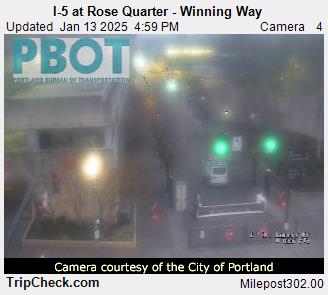 I-5 at Rose Quarter - Winning Way
Updated Jan 13 2025 4:59 PM Camera 4
PBOT
PORTLAND BUREAU OF TRANSPORTATION
Camera courtesy of the City of Portland
TripCheck.com Milepost302.00